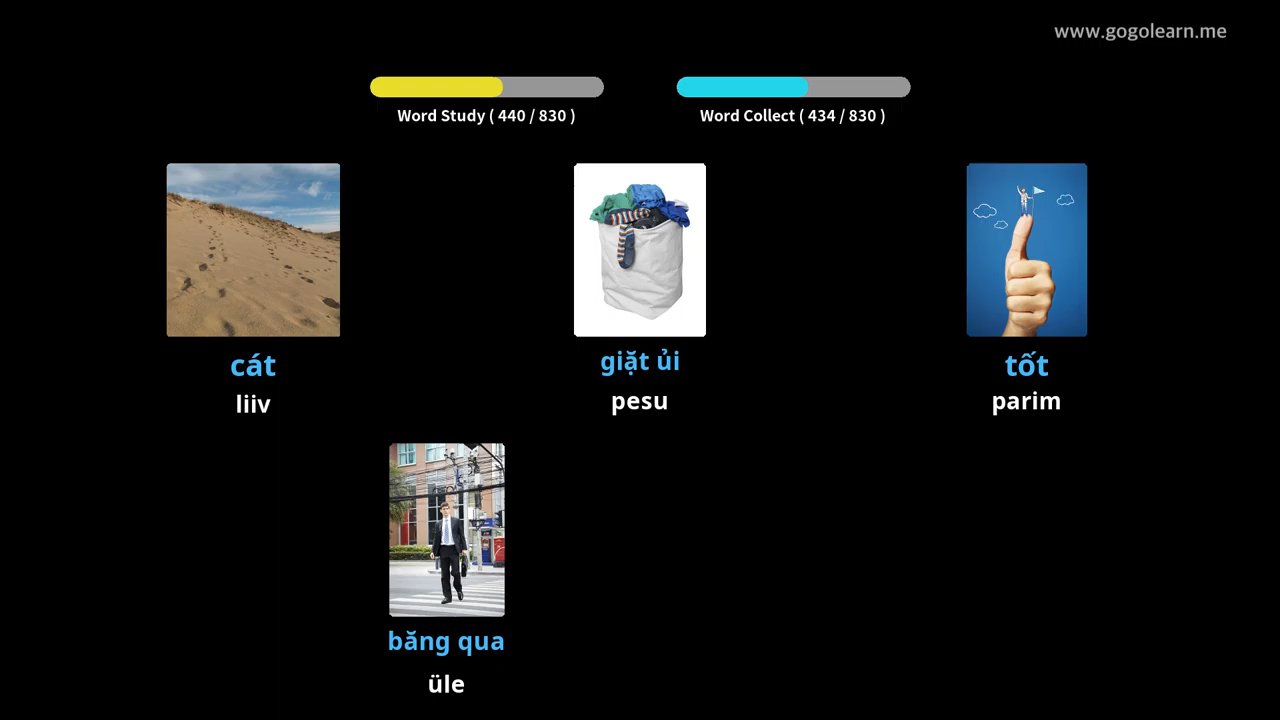 www.gogolearn.me
Word Study ( 440 / 830 )
Word Collect ( 434 / 830 )
cát
liiv
giặt ủi
pesu
tốt
parim
băng qua
üle